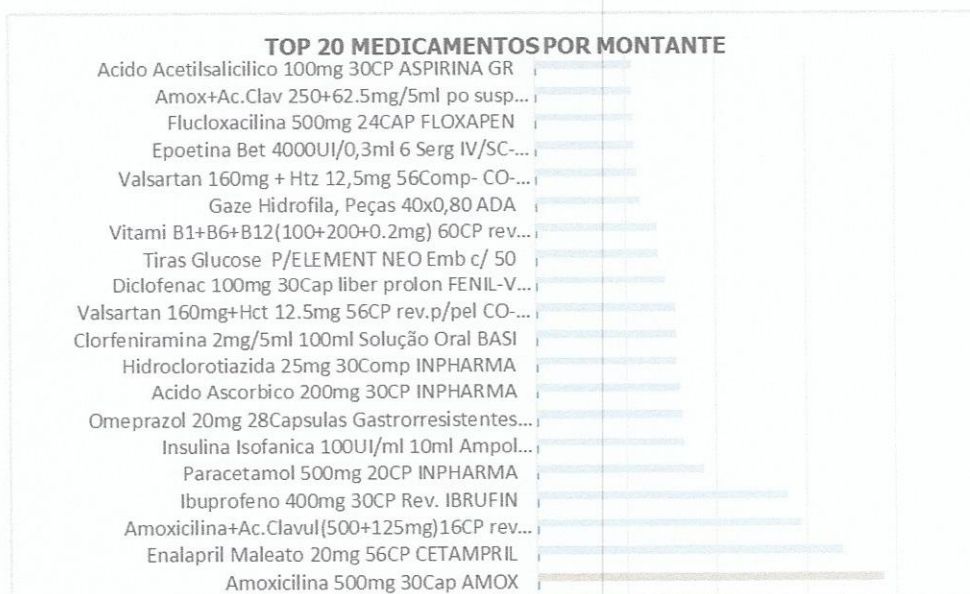 TOP 20 MEDICAMENTOS POR MONTANTE
Acido Acetilsalicilico 100mg 30CP ASPIRINA GR
Amox+Ac.Clav 250+62.5mg/5ml po susp...
Flucloxacilina 500mg 24CAP FLOXAPEN
Epoetina Bet 4000UI/0,3ml 6 Serg IV/SC-...
Valsartan 160mg + Htz 12,5mg 56Comp- CO-...
Gaze Hidrofila, Peças 40x0,80 ADA
Vitami B1+B6+B12(100+200+0.2mg) 60CP rev...
Tiras Glucose P/ELEMENT NEO Emb c/ 50
Diclofenac 100mg 30Cap liber prolon FENIL-V...
Valsartan 160mg+Hct 12.5mg 56CP rev.p/pel CO-...
Clorfeniramina 2mg/5ml 100ml Solução Oral BASI
Hidroclorotiazida 25mg 30Comp INPHARMA
Acido Ascorbico 200mg 30CP INPHARMA
Omeprazol 20mg 28Capsulas Gastrorresistentes...
Insulina Isofanica 100UI/ml 10ml Ampol...
Paracetamol 500mg 20CP INPHARMA
Ibuprofeno 400mg 30CP Rev. IBRUFIN
Amoxicilina+Ac.Clavul(500+125mg)16CP rev...
Enalapril Maleato 20mg 56CP CETAMPRIL
Amoxicilina 500mg 30Cap AMOX